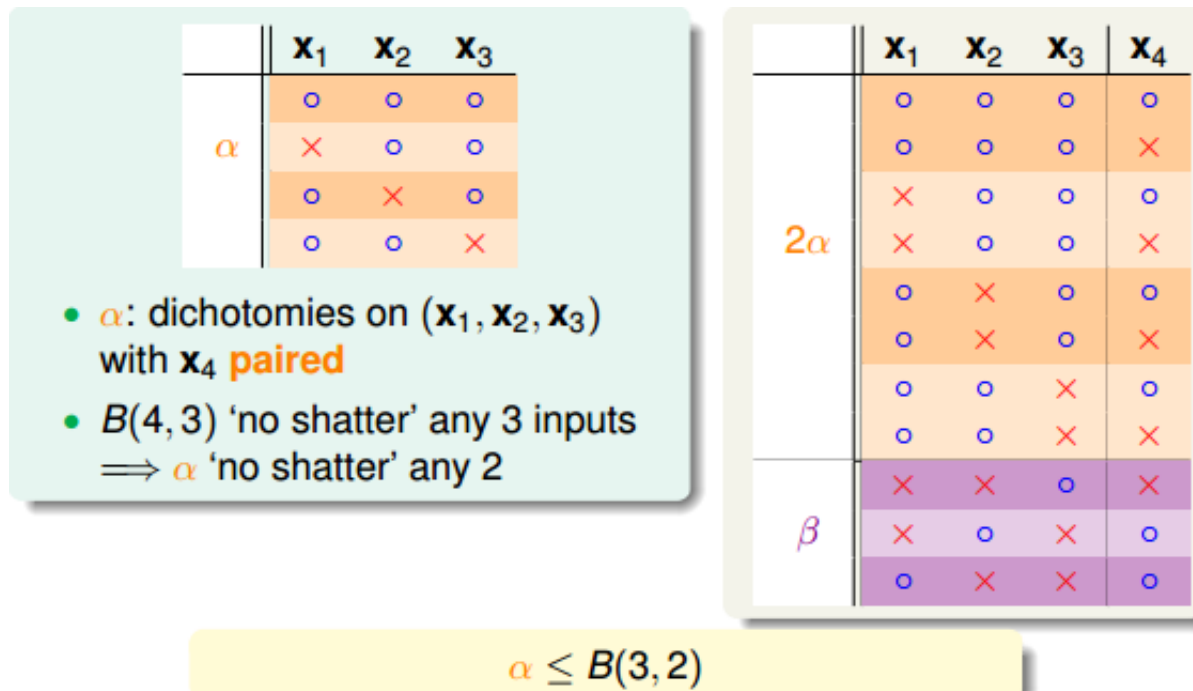 x₁ x₂ x₃
○ ○ ○
α × ○ ○
○ × ○
○ ○ ×
• α: dichotomies on (x₁, x₂, x₃)
with x₄ paired
• B(4, 3) ‘no shatter’ any 3 inputs
⟹ α ‘no shatter’ any 2
x₁ x₂ x₃ x₄
○ ○ ○ ○
○ ○ ○ ×
× ○ ○ ○
2α × ○ ○ ×
○ × ○ ○
○ × ○ ×
○ ○ × ○
○ ○ × ×
× × ○ ×
β × ○ × ○
○ × × ○
α ≤ B(3, 2)